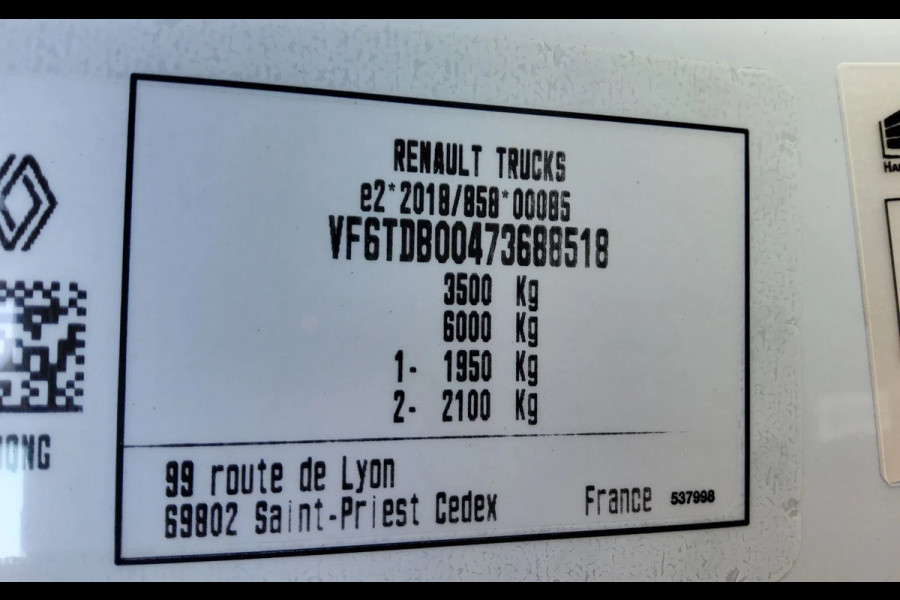 RENAULT TRUCKS
e2*2018/858*00085
VF6TDB00473688518
3500 Kg
6000 Kg
1- 1950 Kg
2- 2100 Kg
99 route de Lyon
69802 Saint-Priest Cedex
France 537998